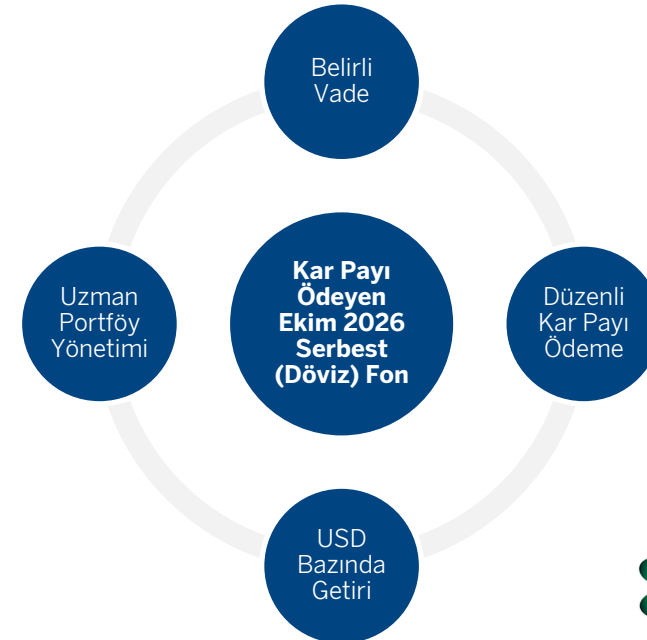 Belirli
Vade
Uzman
Portföy
Yönetimi
Kar Payı
Ödeyen
Ekim 2026
Serbest
(Döviz) Fon
Düzenli
Kar Payı
Ödeme
USD
Bazında
Getiri